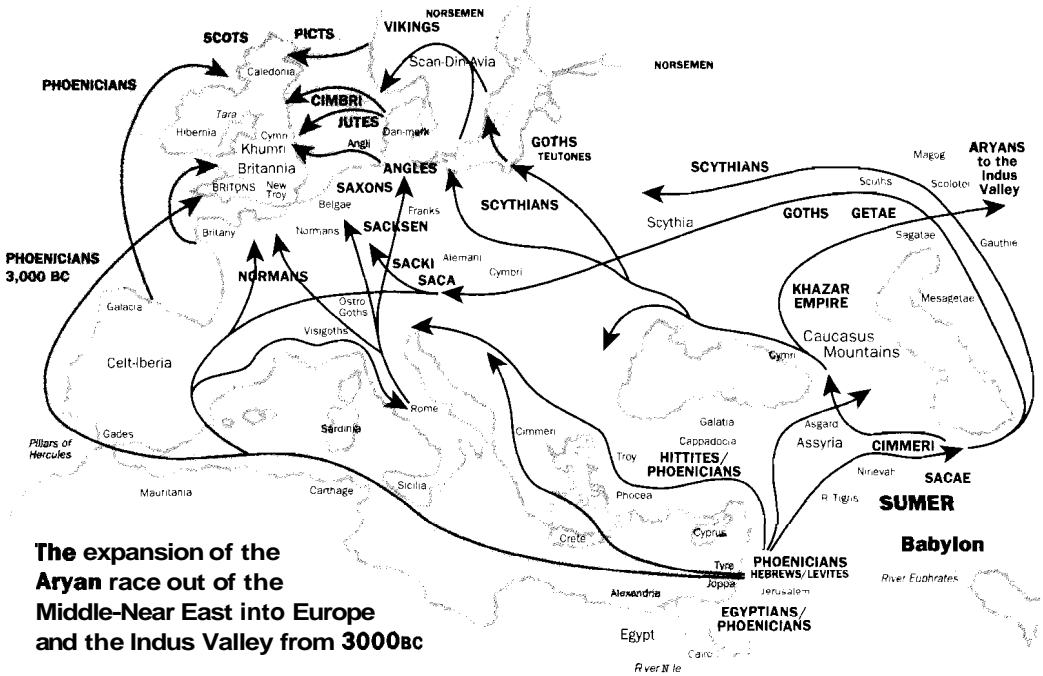 NORSEMEN
VIKINGS
PICTS
SCOTS
Scan-Din-Avia
NORSEMEN
Caledonia
PHOENICIANS
CIMBRI
Tara
JUTES
Hibernia
Cymri
Danmark
Khumri
Angli
GOTHS
TEUTONES
Magog
ARYANS
to the
Indus
Valley
Britannia
ANGLES
SCYTHIANS
BRITONS
New
Troy
SAXONS
Scuths
Scolotei
Belgae
Franks
SCYTHIANS
GOTHS
GETAE
Britany
Normans
SACKSEN
Scythia
Sagatae
Gauthie
PHOENICIANS
3,000 BC
NORMANS
SACKI
Alemani
Cymbri
SACA
KHAZAR
EMPIRE
Mesagetae
Galacia
Ostro
Goths
Visigoths
Caucasus
Mountains
Cymri
Celt-Iberia
Rome
Sardinia
Galatia
Asgard
Gades
Cimmeri
Cappadocia
Assyria
CIMMERI
Pillars of
Hercules
Troy
HITTITES/
PHOENICIANS
Ninevah
SACAE
Mauritania
Carthage
Sicilia
Phocea
R Tigris
SUMER
Crete
Cyprus
Babylon
The expansion of the
Aryan race out of the
Middle-Near East into Europe
and the Indus Valley from 3000BC
Tyre
Joppa
PHOENICIANS
HEBREWS/LEVITES
Jerusalem
River Euphrates
Alexandria
EGYPTIANS/
PHOENICIANS
Egypt
Cairo
River Nile